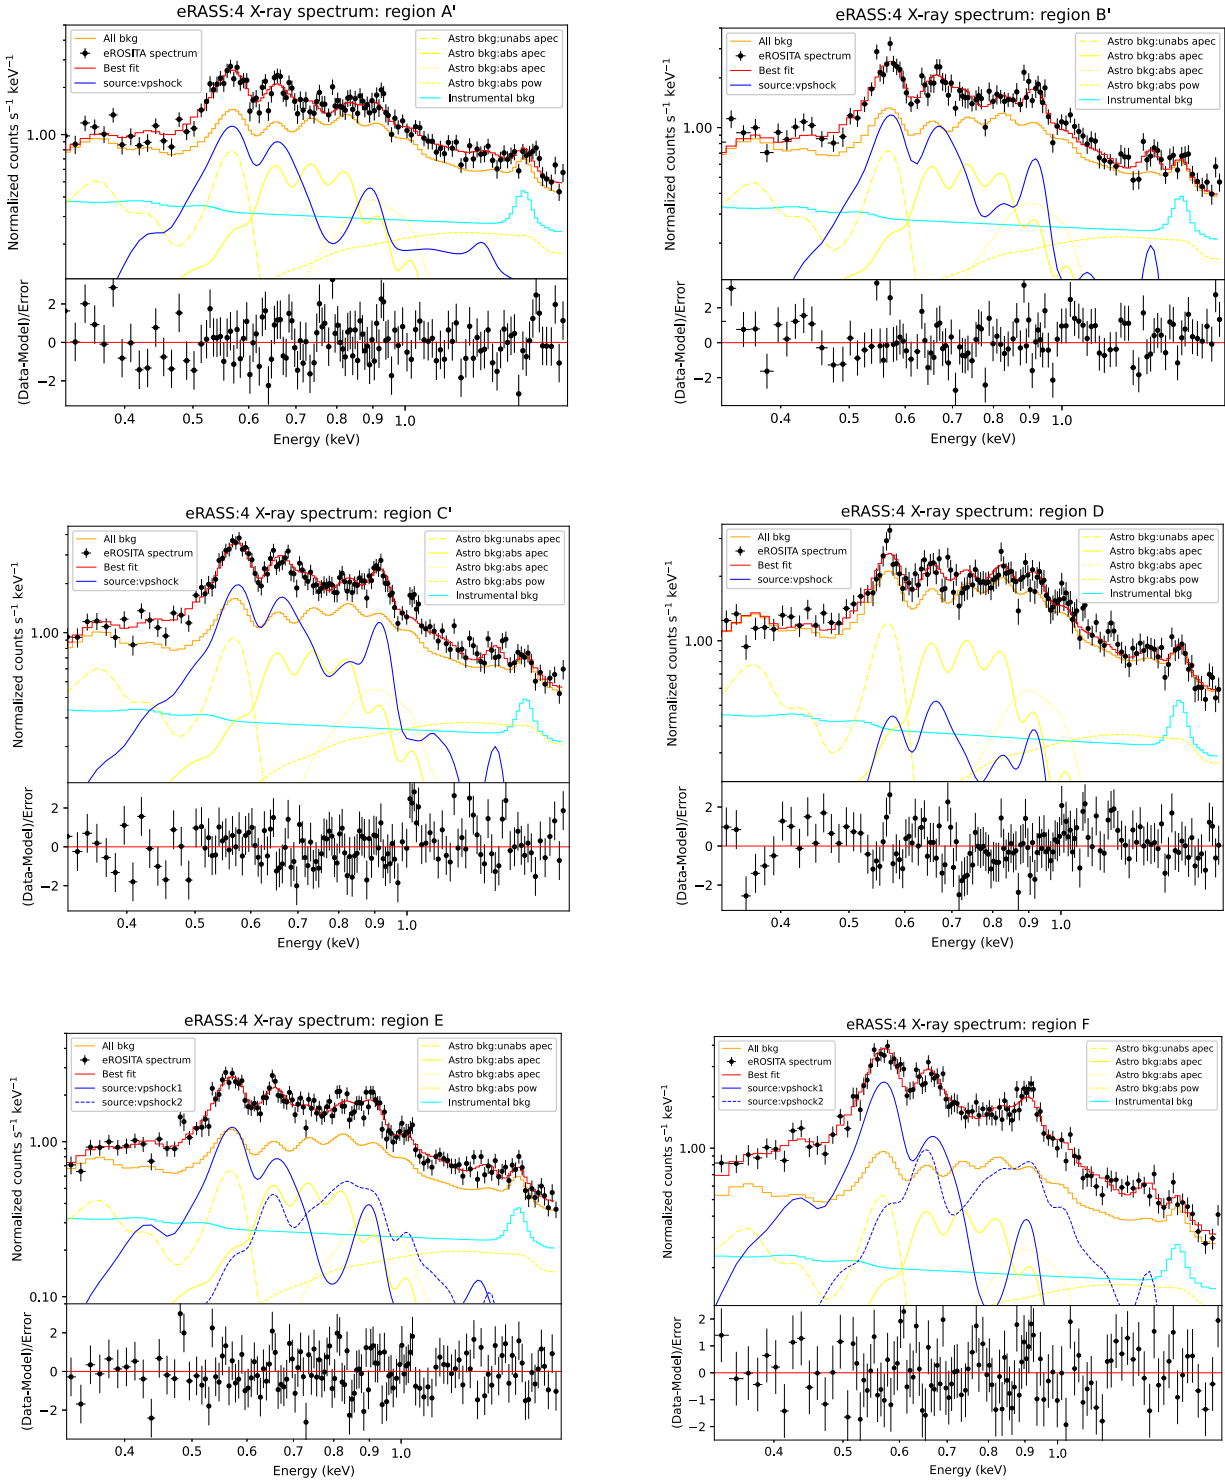 eRASS:4 X-ray spectrum: region A'
All bkg
eROSITA spectrum
Best fit
source:vpshock
Astro bkg:unabs apec
Astro bkg:abs apec
Astro bkg:abs apec
Astro bkg:abs pow
Instrumental bkg
Normalized counts s⁻¹ keV⁻¹
1.00
(Data-Model)/Error
2
0
−2
0.4 0.5 0.6 0.7 0.8 0.9 1.0
Energy (keV)
eRASS:4 X-ray spectrum: region B'
All bkg
eROSITA spectrum
Best fit
source:vpshock
Astro bkg:unabs apec
Astro bkg:abs apec
Astro bkg:abs apec
Astro bkg:abs pow
Instrumental bkg
Normalized counts s⁻¹ keV⁻¹
1.00
(Data-Model)/Error
2
0
−2
0.4 0.5 0.6 0.7 0.8 0.9 1.0
Energy (keV)
eRASS:4 X-ray spectrum: region C'
All bkg
eROSITA spectrum
Best fit
source:vpshock
Astro bkg:unabs apec
Astro bkg:abs apec
Astro bkg:abs apec
Astro bkg:abs pow
Instrumental bkg
Normalized counts s⁻¹ keV⁻¹
1.00
(Data-Model)/Error
2
0
−2
0.4 0.5 0.6 0.7 0.8 0.9 1.0
Energy (keV)
eRASS:4 X-ray spectrum: region D
All bkg
eROSITA spectrum
Best fit
source:vpshock
Astro bkg:unabs apec
Astro bkg:abs apec
Astro bkg:abs apec
Astro bkg:abs pow
Instrumental bkg
Normalized counts s⁻¹ keV⁻¹
1.00
(Data-Model)/Error
2
0
−2
0.4 0.5 0.6 0.7 0.8 0.9 1.0
Energy (keV)
eRASS:4 X-ray spectrum: region E
All bkg
eROSITA spectrum
Best fit
source:vpshock1
source:vpshock2
Astro bkg:unabs apec
Astro bkg:abs apec
Astro bkg:abs apec
Astro bkg:abs pow
Instrumental bkg
Normalized counts s⁻¹ keV⁻¹
1.00
0.10
(Data-Model)/Error
2
0
−2
0.4 0.5 0.6 0.7 0.8 0.9 1.0
Energy (keV)
eRASS:4 X-ray spectrum: region F
All bkg
eROSITA spectrum
Best fit
source:vpshock1
source:vpshock2
Astro bkg:unabs apec
Astro bkg:abs apec
Astro bkg:abs apec
Astro bkg:abs pow
Instrumental bkg
Normalized counts s⁻¹ keV⁻¹
1.00
(Data-Model)/Error
2
1
0
−1
−2
0.4 0.5 0.6 0.7 0.8 0.9 1.0
Energy (keV)